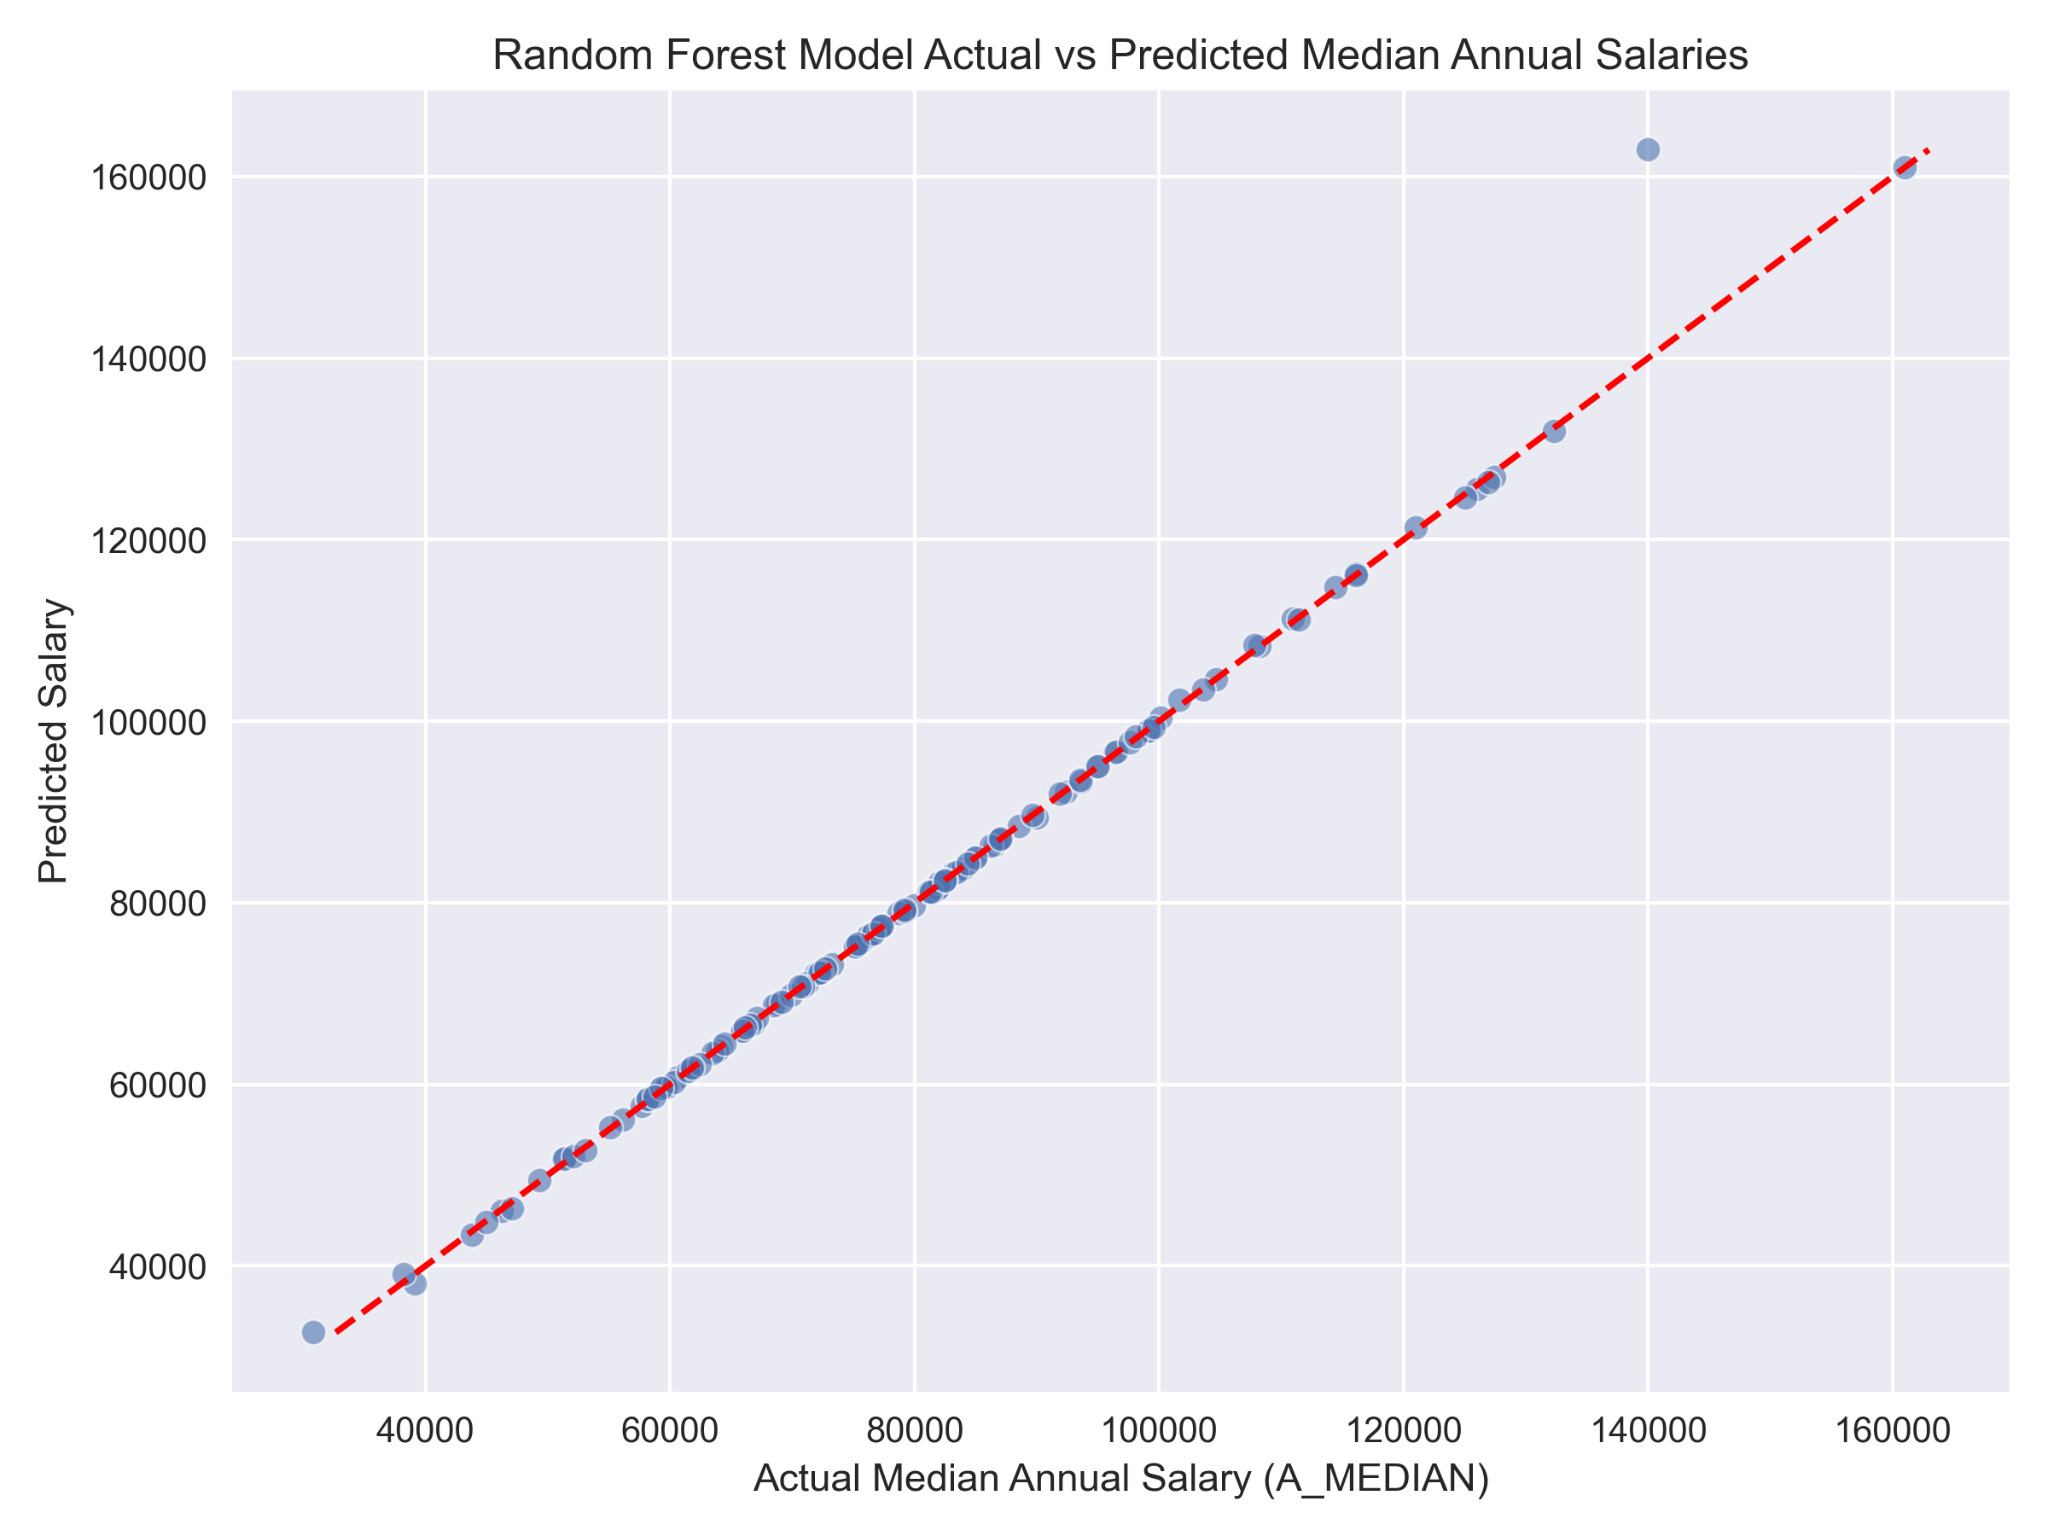 Random Forest Model Actual vs Predicted Median Annual Salaries
160000
140000
120000
100000
80000
60000
40000
Predicted Salary
40000 60000 80000 100000 120000 140000 160000
Actual Median Annual Salary (A_MEDIAN)